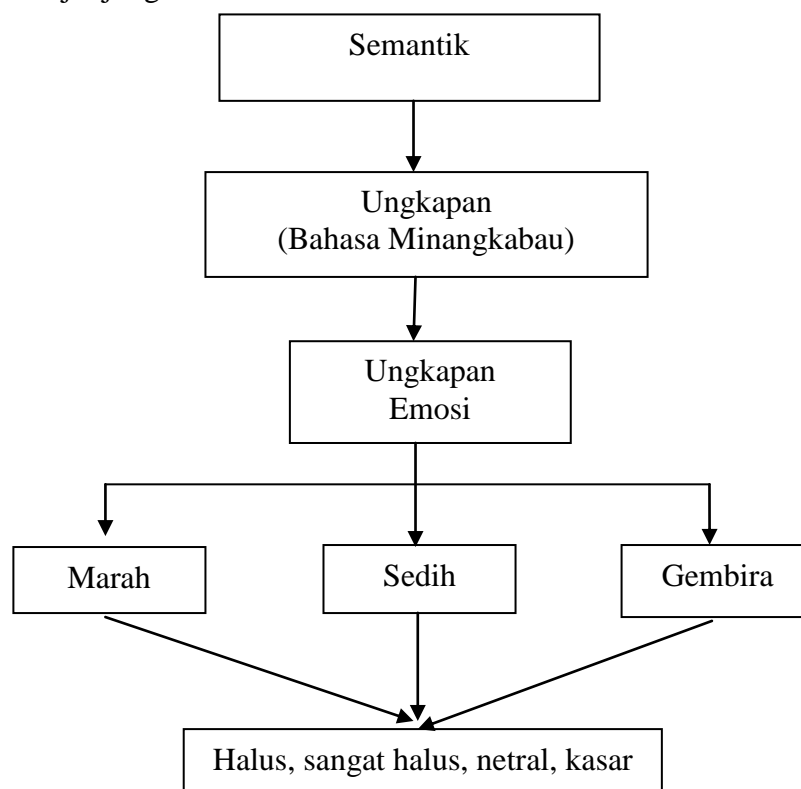 Semantik
Ungkapan
(Bahasa Minangkabau)
Ungkapan
Emosi
Marah
Sedih
Gembira
Halus, sangat halus, netral, kasar